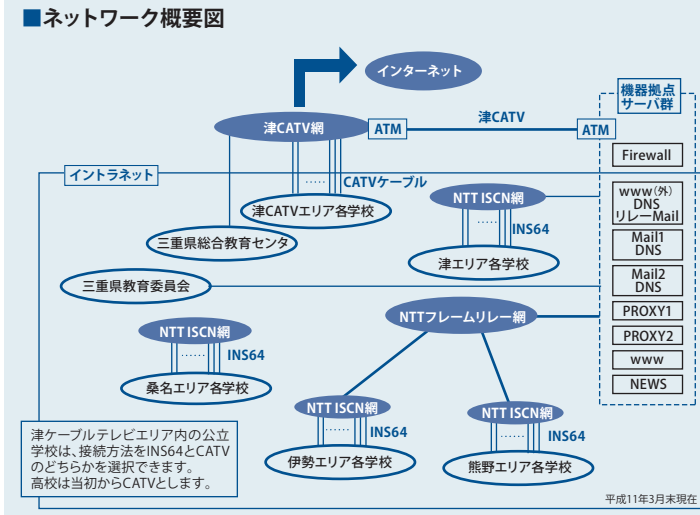 ■ネットワーク概要図
インターネット
機器拠点
サーバ群
津CATV網
ATM
津CATV
ATM
Firewall
イントラネット
‥‥‥
CATVケーブル
津CATVエリア各学校
NTT ISCN網
www(外)
DNS
リレーMail
‥‥‥
INS64
三重県総合教育センタ
Mail1
DNS
津エリア各学校
三重県教育委員会
Mail2
DNS
NTTフレームリレー網
PROXY1
NTT ISCN網
PROXY2
‥‥‥
INS64
www
桑名エリア各学校
NEWS
NTT ISCN網
NTT ISCN網
‥‥‥
INS64
‥‥‥
INS64
伊勢エリア各学校
熊野エリア各学校
津ケーブルテレビエリア内の公立
学校は、接続方法をINS64とCATV
のどちらかを選択できます。
高校は当初からCATVとします。
平成11年3月末現在